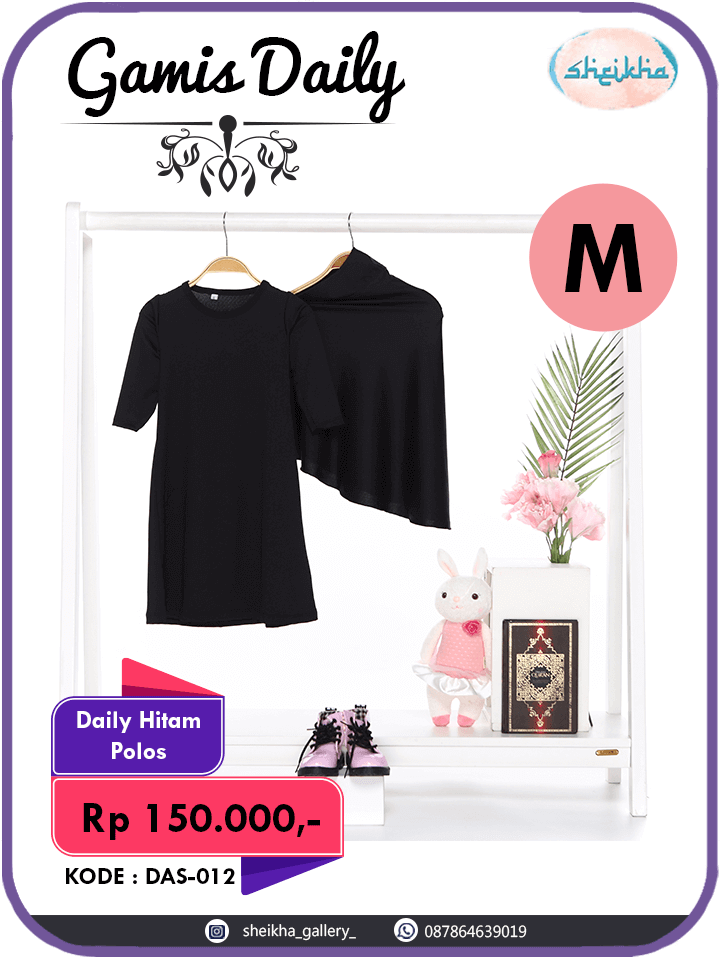 Gamis Daily
sheikha
M
Daily Hitam
Polos
Rp 150.000,-
KODE : DAS-012
sheikha_gallery_
087864639019